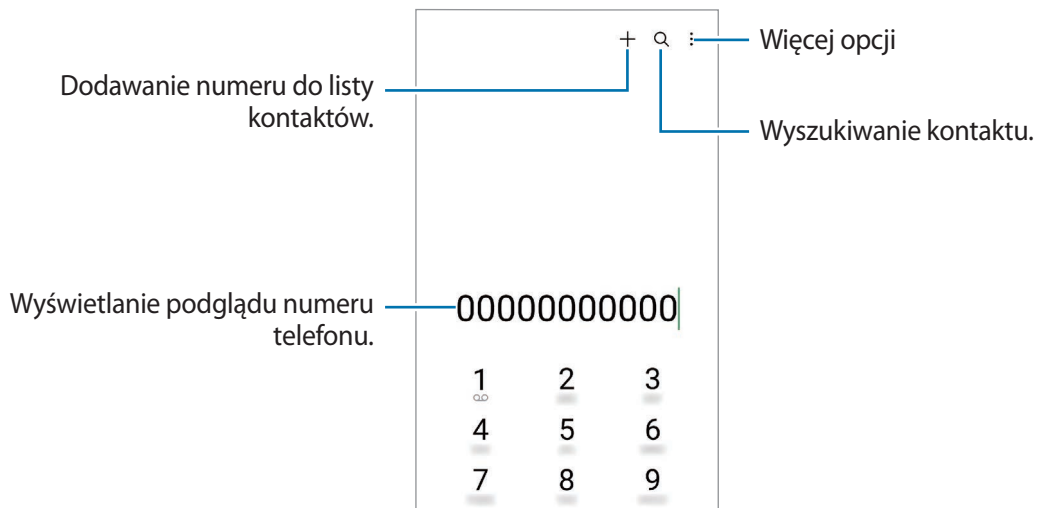 Więcej opcji
Dodawanie numeru do listy
kontaktów.
Wyszukiwanie kontaktu.
Wyświetlanie podglądu numeru
telefonu.
00000000000
1 2 3
4 5 6
7 8 9